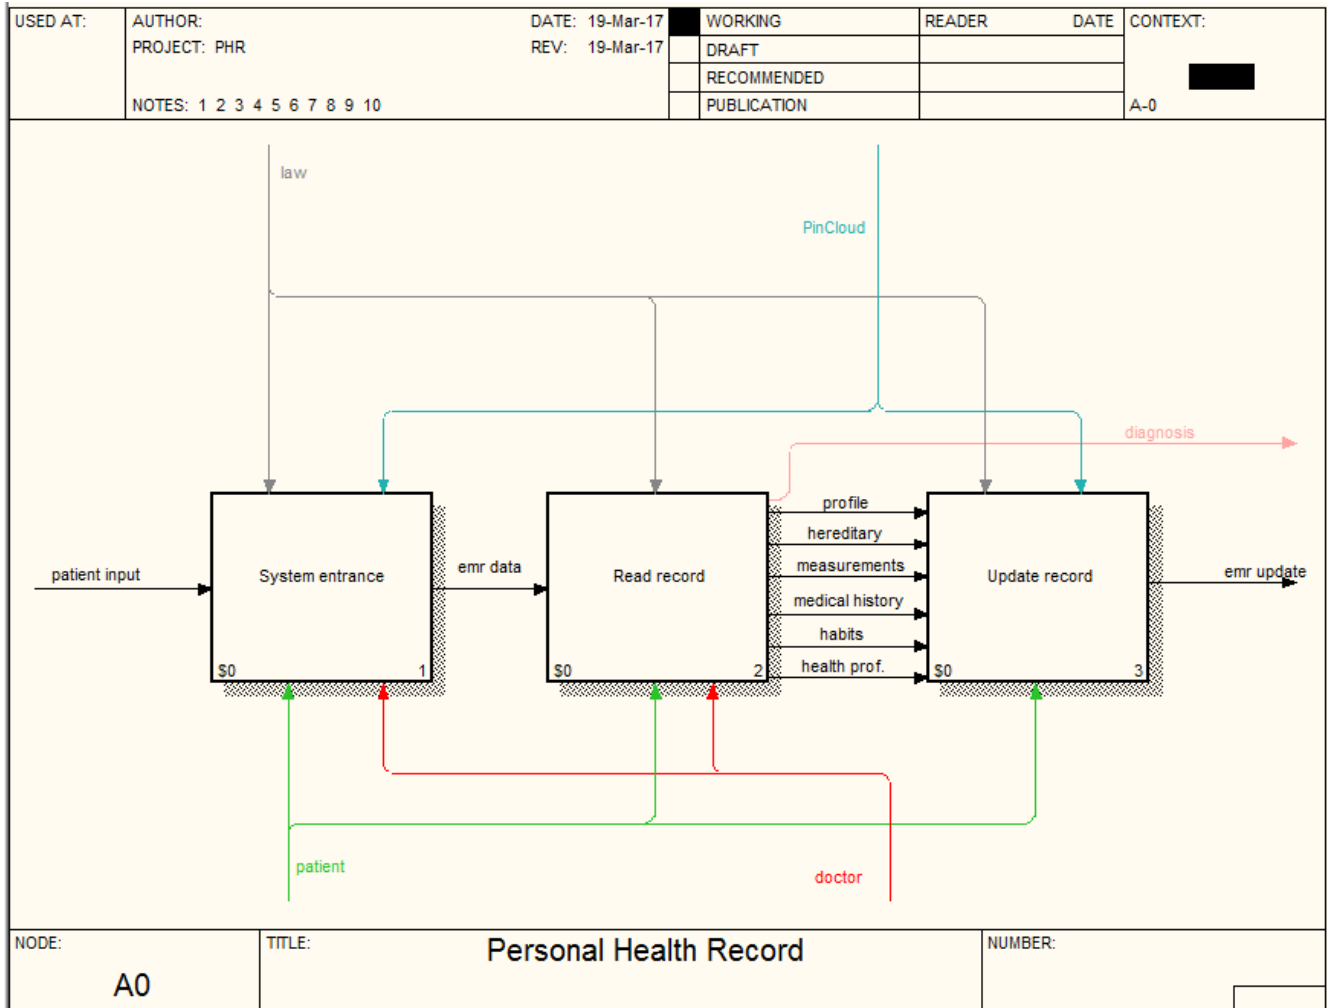 USED AT:
AUTHOR:
DATE: 19-Mar-17
WORKING
READER
DATE
CONTEXT:
PROJECT: PHR
REV: 19-Mar-17
DRAFT
RECOMMENDED
NOTES: 1 2 3 4 5 6 7 8 9 10
PUBLICATION
A-0
law
PinCloud
diagnosis
profile
hereditary
patient input
System entrance
emr data
Read record
measurements
Update record
emr update
medical history
habits
health prof.
$0
1
$0
2
$0
3
patient
doctor
NODE:
TITLE:
Personal Health Record
NUMBER:
A0